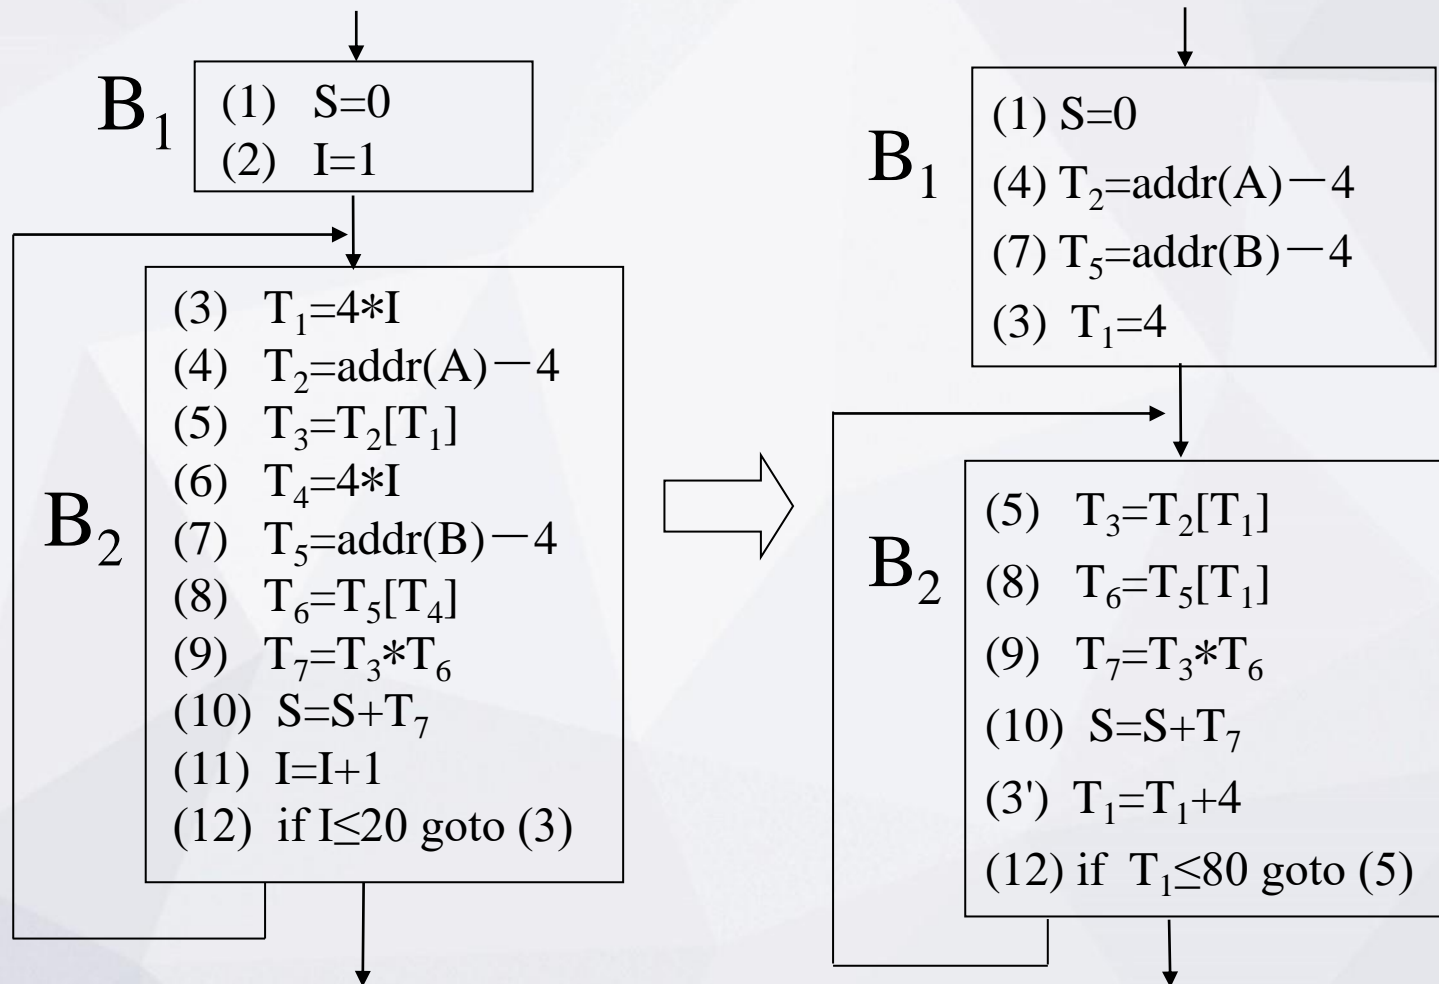 B₁
(1) S=0
(2) I=1
B₂
(3) T₁=4*I
(4) T₂=addr(A)－4
(5) T₃=T₂[T₁]
(6) T₄=4*I
(7) T₅=addr(B)－4
(8) T₆=T₅[T₄]
(9) T₇=T₃*T₆
(10) S=S+T₇
(11) I=I+1
(12) if I≤20 goto (3)
B₁
(1) S=0
(4) T₂=addr(A)－4
(7) T₅=addr(B)－4
(3) T₁=4
B₂
(5) T₃=T₂[T₁]
(8) T₆=T₅[T₁]
(9) T₇=T₃*T₆
(10) S=S+T₇
(3') T₁=T₁+4
(12) if T₁≤80 goto (5)